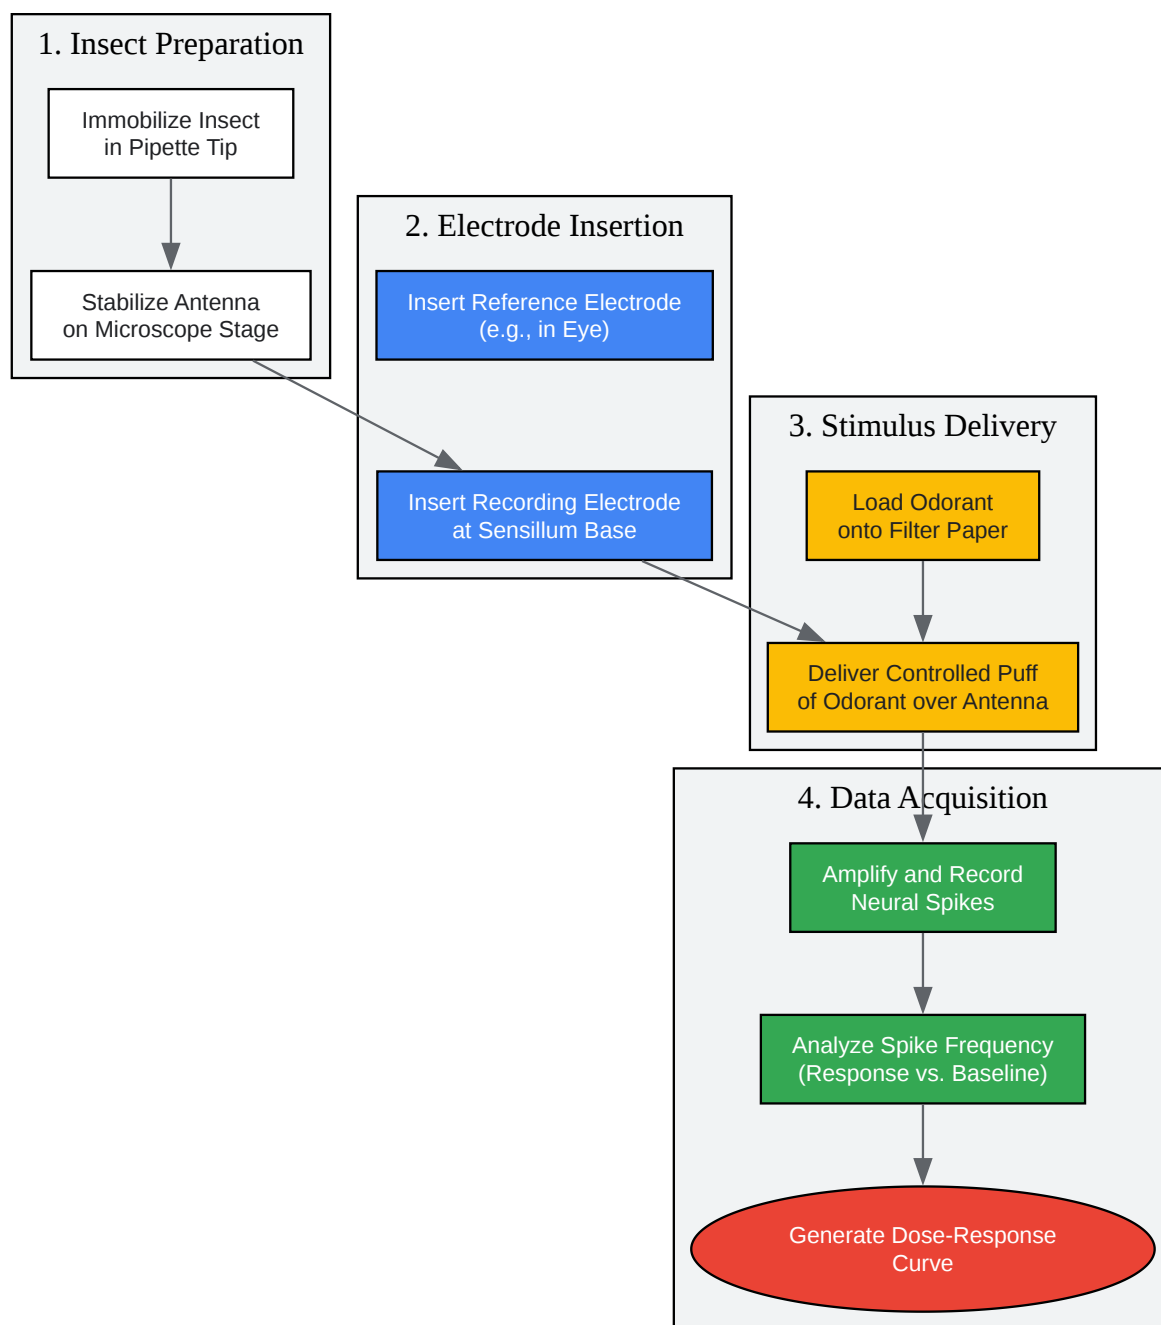 1. Insect Preparation
Immobilize Insect
in Pipette Tip
Stabilize Antenna
on Microscope Stage
2. Electrode Insertion
Insert Reference Electrode
(e.g., in Eye)
Insert Recording Electrode
at Sensillum Base
3. Stimulus Delivery
Load Odorant
onto Filter Paper
Deliver Controlled Puff
of Odorant over Antenna
4. Data Acquisition
Amplify and Record
Neural Spikes
Analyze Spike Frequency
(Response vs. Baseline)
Generate Dose-Response
Curve